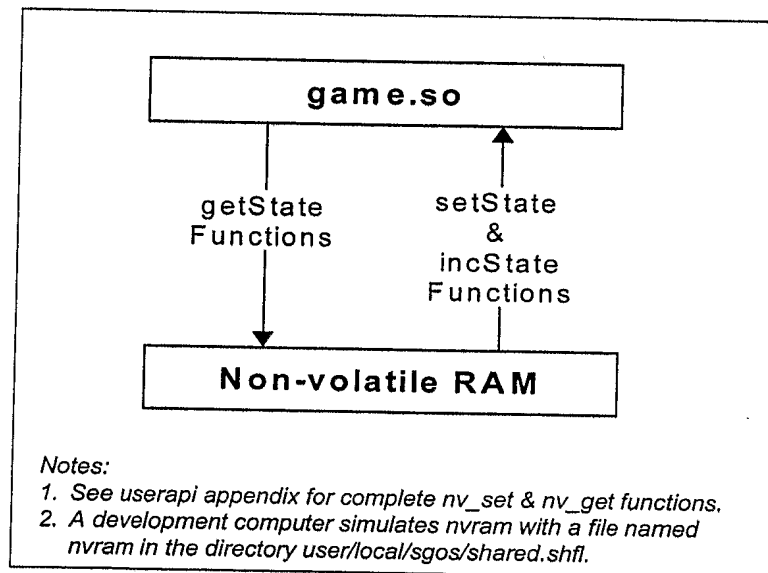 game.so
getState
Functions
setState
&
incState
Functions
Non-volatile RAM
Notes:
1. See userapi appendix for complete nv_set & nv_get functions.
2. A development computer simulates nvram with a file named
nvram in the directory user/local/sgos/shared.shfl.